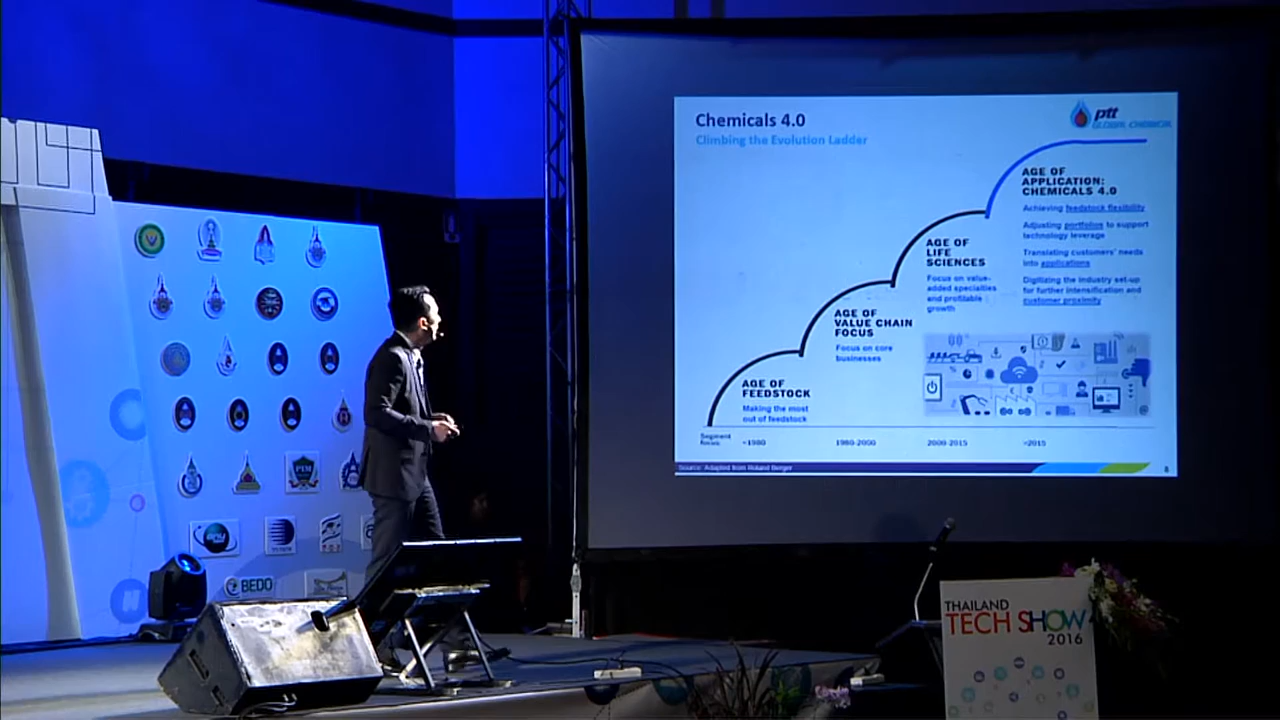 Chemicals 4.0
Climbing the Evolution Ladder
ptt
GLOBAL CHEMICAL
AGE OF
APPLICATION:
CHEMICALS 4.0
Achieving feedstock flexibility
Adjusting portfolios to support
technology leverage
Translating customers' needs
into applications
Digitizing the industry set-up
for further intensification and
customer proximity
AGE OF
LIFE
SCIENCES
Focus on value-
added specialties
and profitable
growth
AGE OF
VALUE CHAIN
FOCUS
Focus on core
businesses
AGE OF
FEEDSTOCK
Making the most
out of feedstock
Segment
focus:
<1980
1980-2000
2000-2015
>2015
Source: Adapted from Roland Berger
8
PIM
BEDO
THAILAND
TECH SHOW
2016